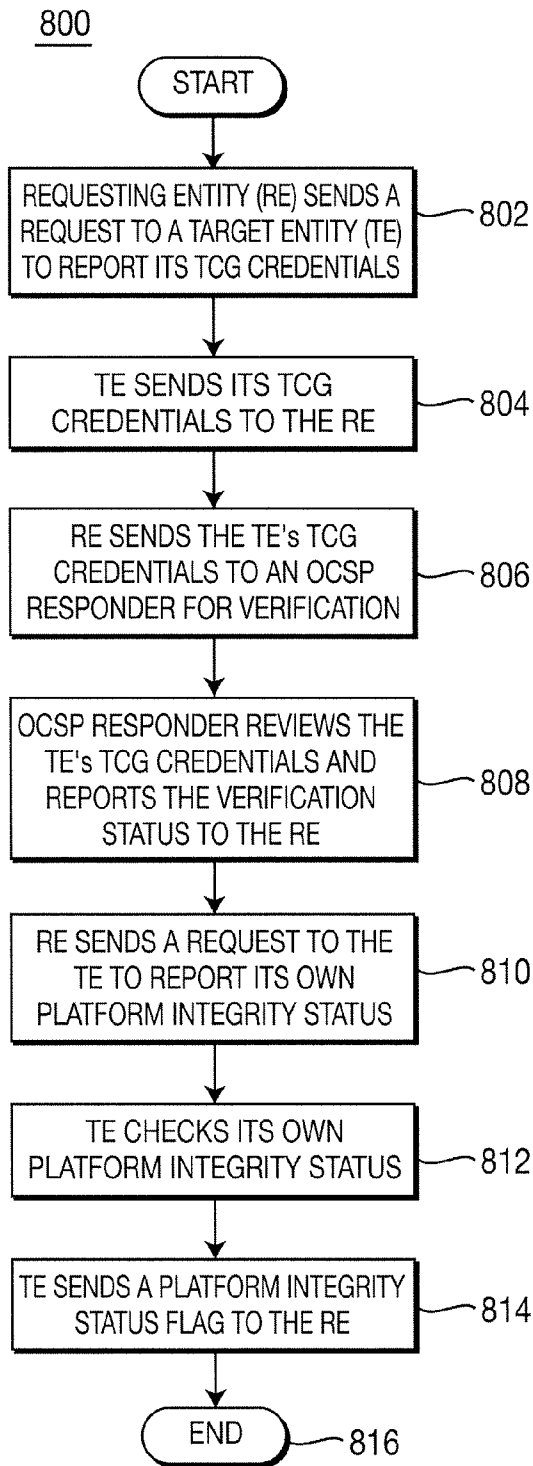 800
START
REQUESTING ENTITY (RE) SENDS A
REQUEST TO A TARGET ENTITY (TE)
TO REPORT ITS TCG CREDENTIALS
802
TE SENDS ITS TCG
CREDENTIALS TO THE RE
804
RE SENDS THE TE's TCG
CREDENTIALS TO AN OCSP
RESPONDER FOR VERIFICATION
806
OCSP RESPONDER REVIEWS THE
TE's TCG CREDENTIALS AND
REPORTS THE VERIFICATION
STATUS TO THE RE
808
RE SENDS A REQUEST TO THE
TE TO REPORT ITS OWN
PLATFORM INTEGRITY STATUS
810
TE CHECKS ITS OWN
PLATFORM INTEGRITY STATUS
812
TE SENDS A PLATFORM INTEGRITY
STATUS FLAG TO THE RE
814
END
816